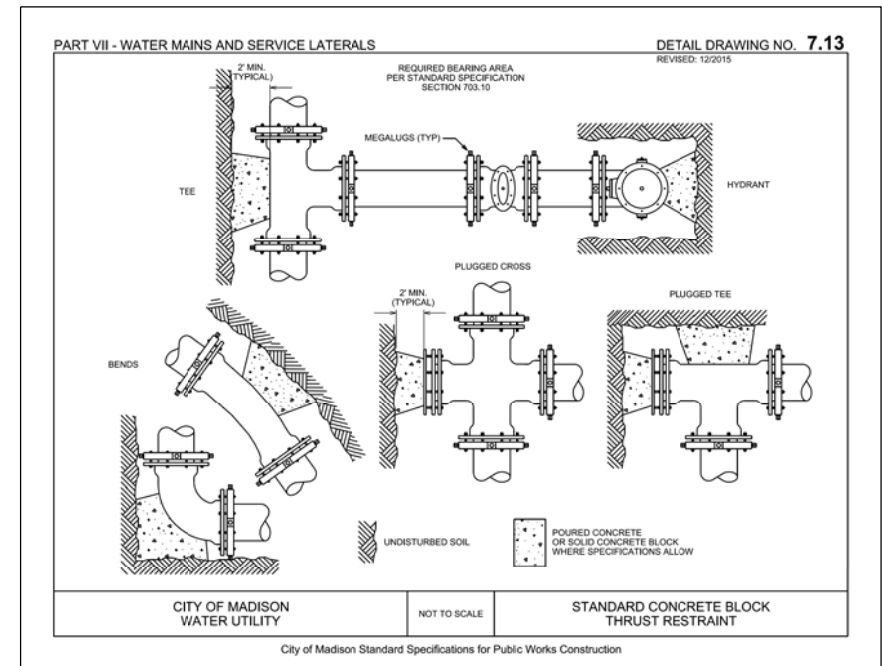 PART VII - WATER MAINS AND SERVICE LATERALS
DETAIL DRAWING NO. 7.13
REVISED: 12/2015
2' MIN.
(TYPICAL)
REQUIRED BEARING AREA
PER STANDARD SPECIFICATION
SECTION 703.10
MEGALUGS (TYP)
TEE
HYDRANT
PLUGGED CROSS
2' MIN.
(TYPICAL)
PLUGGED TEE
BENDS
UNDISTURBED SOIL
POURED CONCRETE
OR SOLID CONCRETE BLOCK
WHERE SPECIFICATIONS ALLOW
CITY OF MADISON
WATER UTILITY
NOT TO SCALE
STANDARD CONCRETE BLOCK
THRUST RESTRAINT
City of Madison Standard Specifications for Public Works Construction